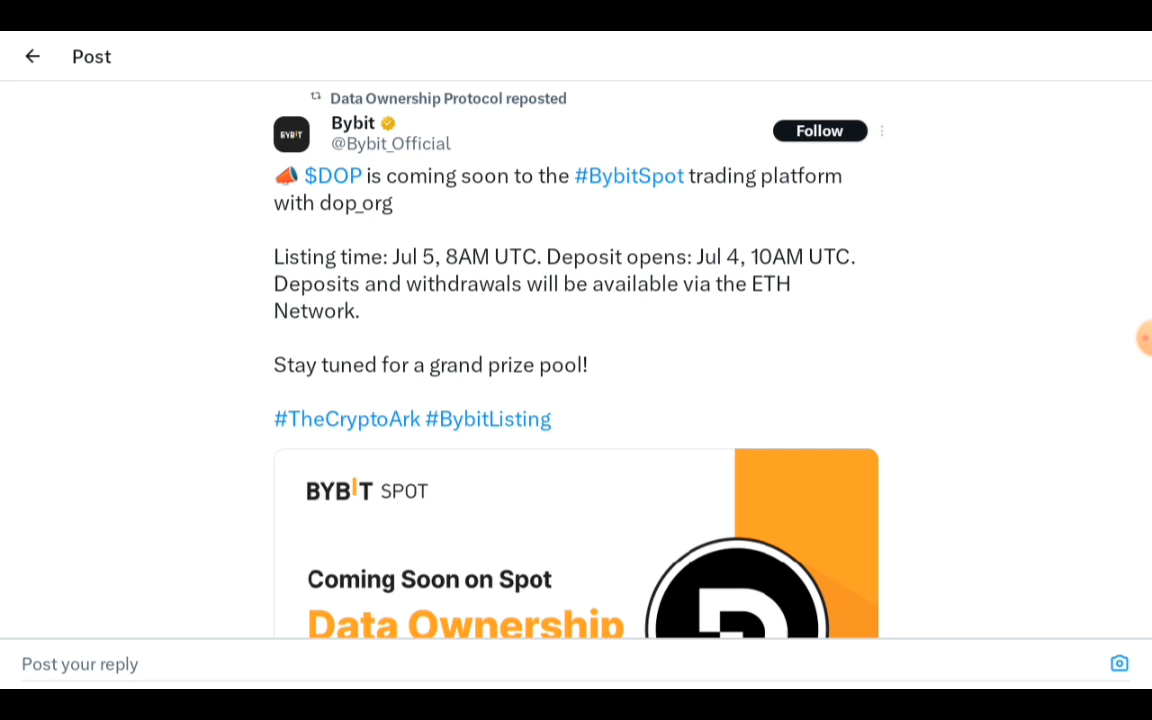 Post
Data Ownership Protocol reposted
Bybit
@Bybit_Official
Follow
$DOP is coming soon to the #BybitSpot trading platform
with dop_org
Listing time: Jul 5, 8AM UTC. Deposit opens: Jul 4, 10AM UTC.
Deposits and withdrawals will be available via the ETH
Network.
Stay tuned for a grand prize pool!
#TheCryptoArk #BybitListing
BYBIT SPOT
Coming Soon on Spot
Data Ownership
Post your reply